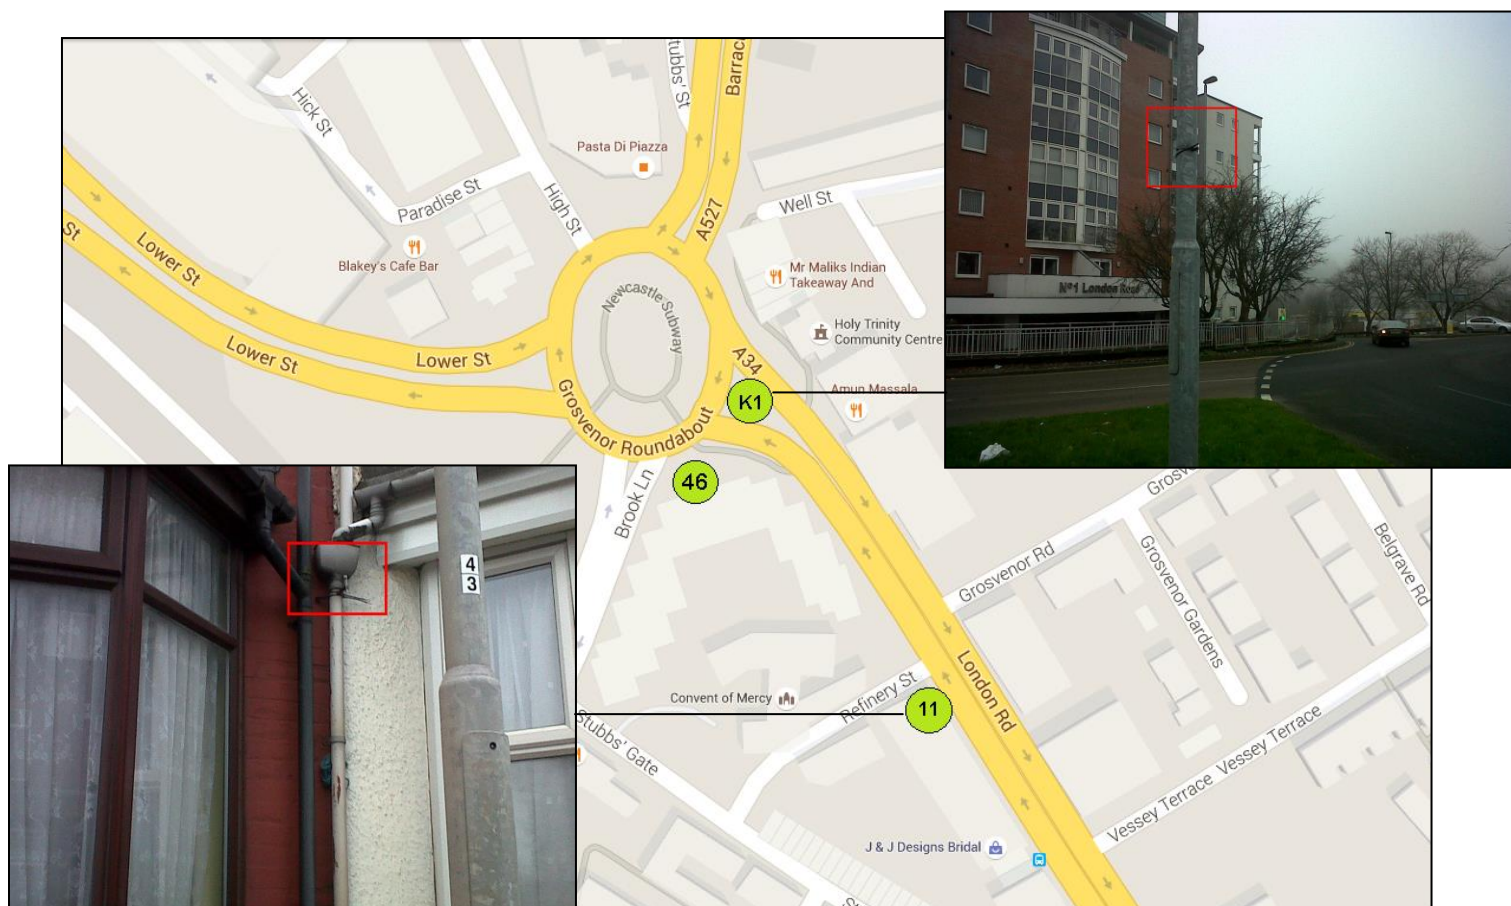 Hick St
Stubbs' St
Barrac
Pasta Di Piazza
Paradise St
High St
A527
Well St
St
Lower St
Blakey's Cafe Bar
Mr Maliks Indian
Takeaway And
Newcastle Subway
Holy Trinity
Community Centre
Nº1 London Road
Lower St
Lower St
A34
Amun Massala
K1
Grosvenor Roundabout
46
Brook Ln
Grosvenor
Grosvenor Rd
Grosvenor Gardens
Belgrave Rd
4
3
Convent of Mercy
Refinery St
11
London Rd
Stubbs' Gate
Vessey Terrace
Vessey Terrace
J & J Designs Bridal